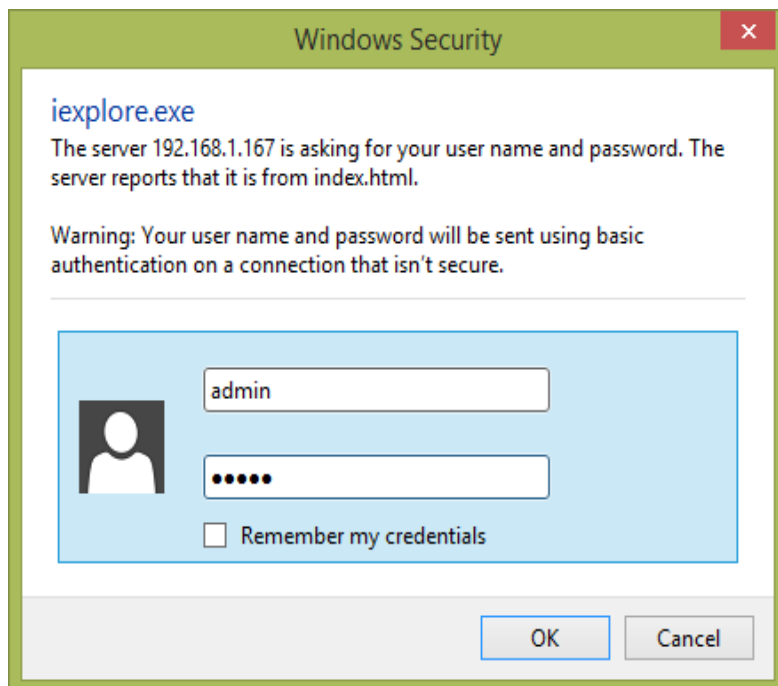 Windows Security
iexplore.exe
The server 192.168.1.167 is asking for your user name and password. The
server reports that it is from index.html.
Warning: Your user name and password will be sent using basic
authentication on a connection that isn't secure.
admin
●●●●●
Remember my credentials
OK
Cancel